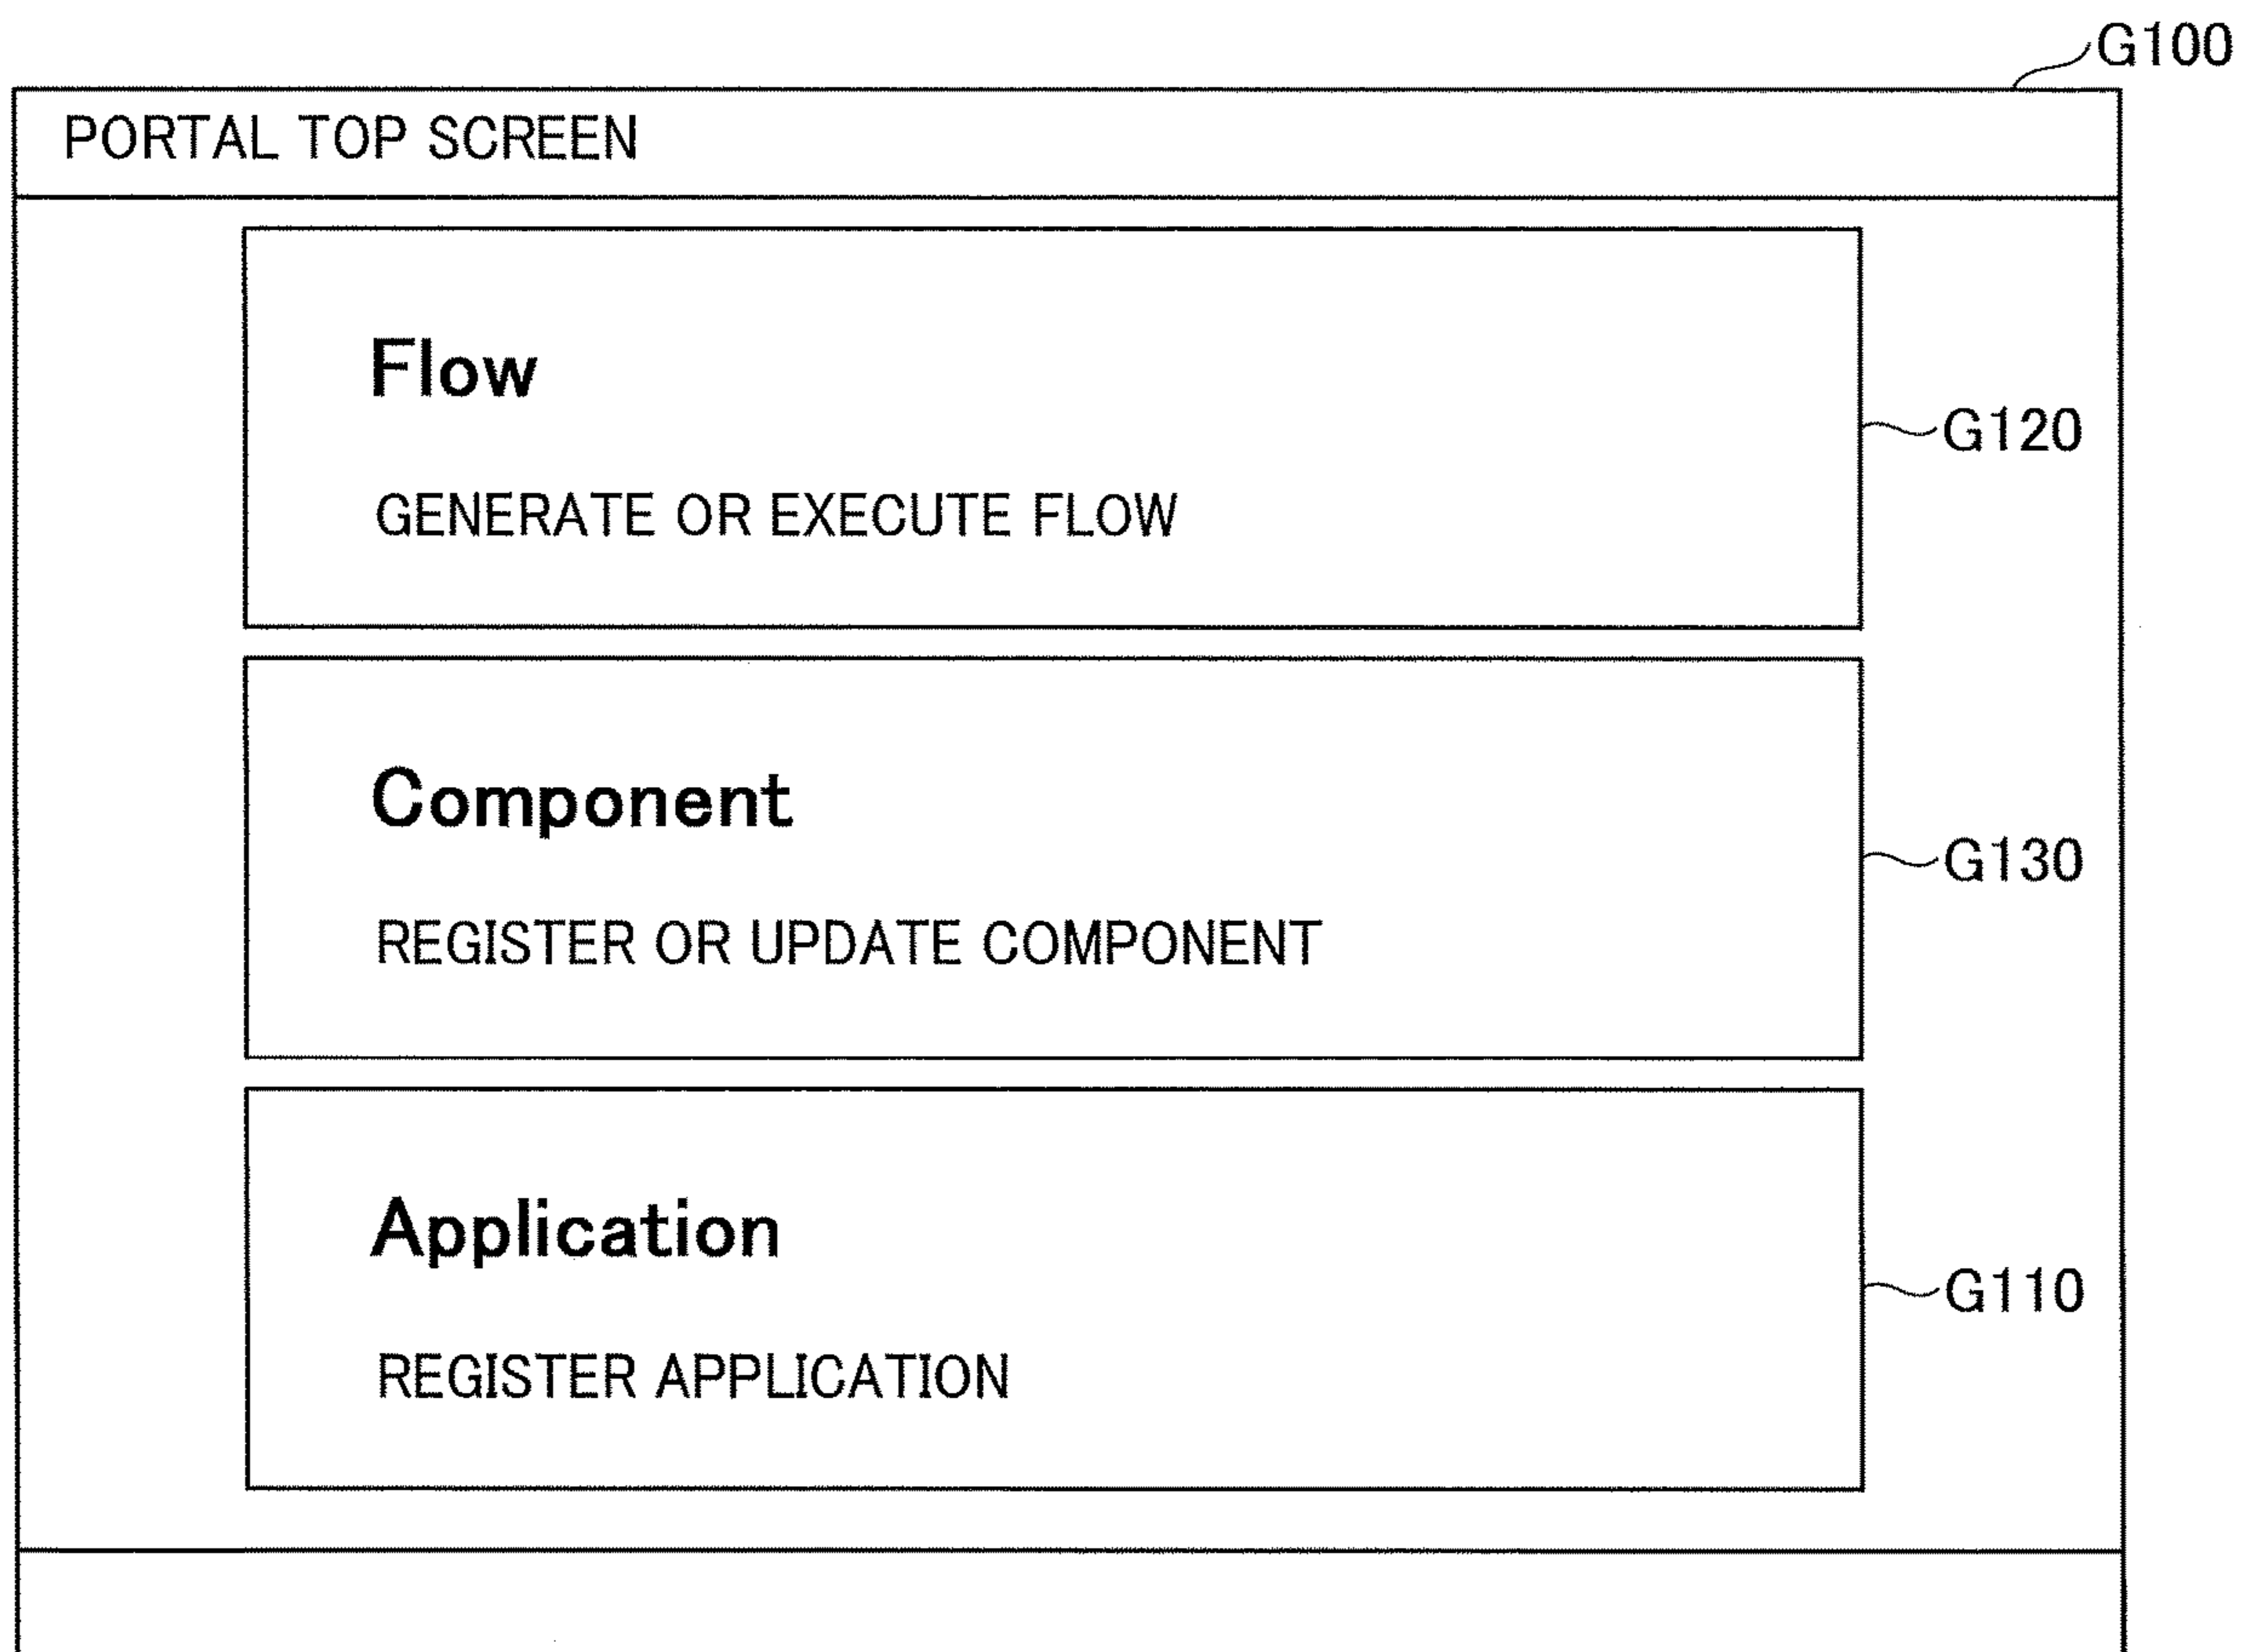 G100
PORTAL TOP SCREEN
Flow
G120
GENERATE OR EXECUTE FLOW
Component
G130
REGISTER OR UPDATE COMPONENT
Application
G110
REGISTER APPLICATION